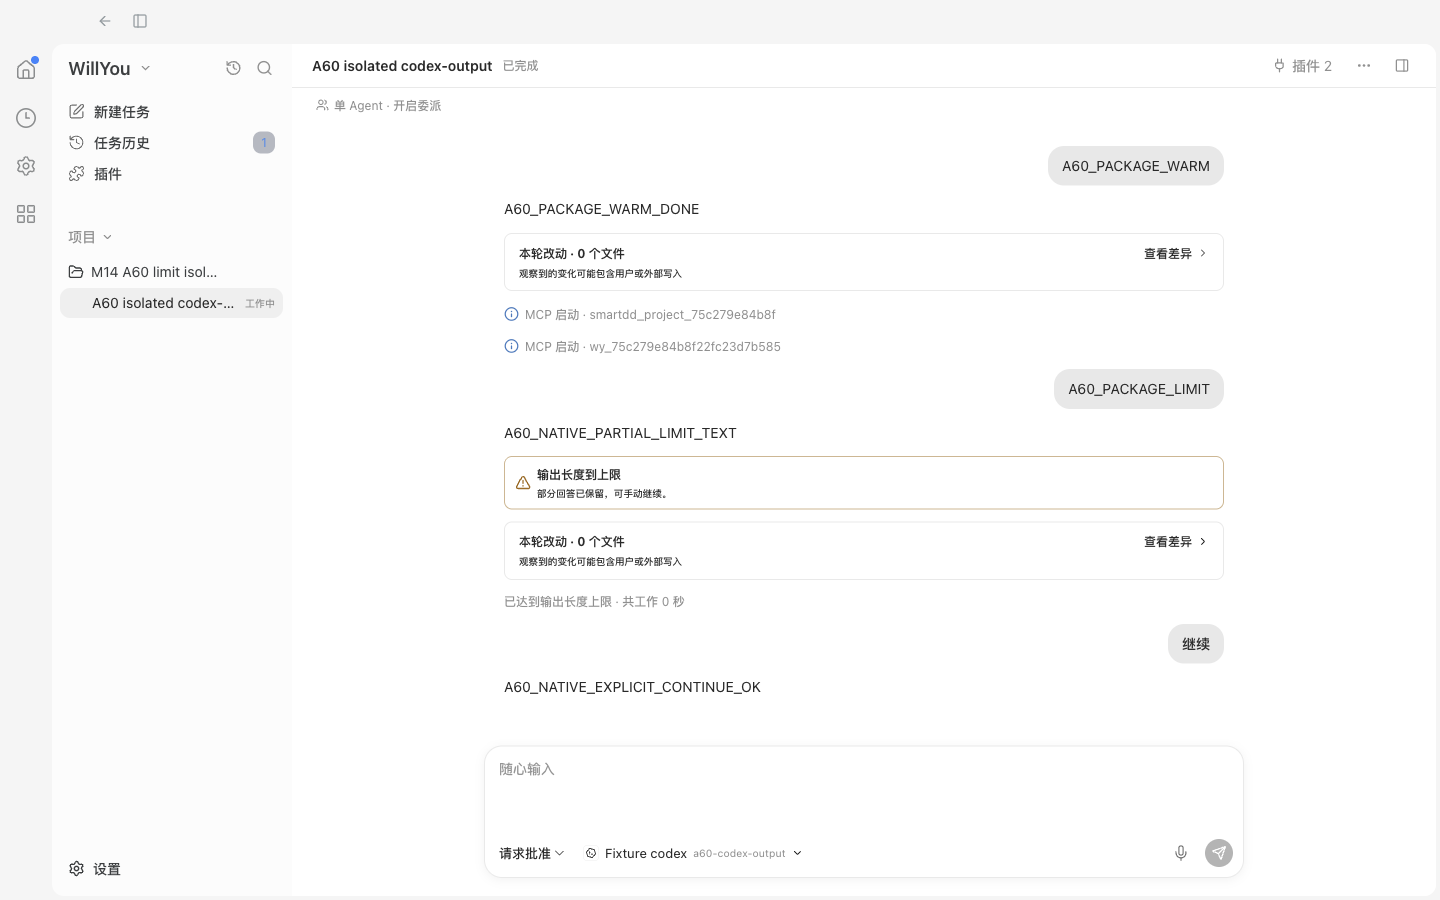 WillYou
新建任务
任务历史
1
插件
项目
M14 A60 limit isol...
A60 isolated codex-...
工作中
设置
A60 isolated codex-output
已完成
插件 2
单 Agent · 开启委派
A60_PACKAGE_WARM
A60_PACKAGE_WARM_DONE
本轮改动 · 0 个文件
查看差异
观察到的变化可能包含用户或外部写入
MCP 启动 · smartdd_project_75c279e84b8f
MCP 启动 · wy_75c279e84b8f22fc23d7b585
A60_PACKAGE_LIMIT
A60_NATIVE_PARTIAL_LIMIT_TEXT
输出长度到上限
部分回答已保留，可手动继续。
本轮改动 · 0 个文件
查看差异
观察到的变化可能包含用户或外部写入
已达到输出长度上限 · 共工作 0 秒
继续
A60_NATIVE_EXPLICIT_CONTINUE_OK
随心输入
请求批准
Fixture codex a60-codex-output